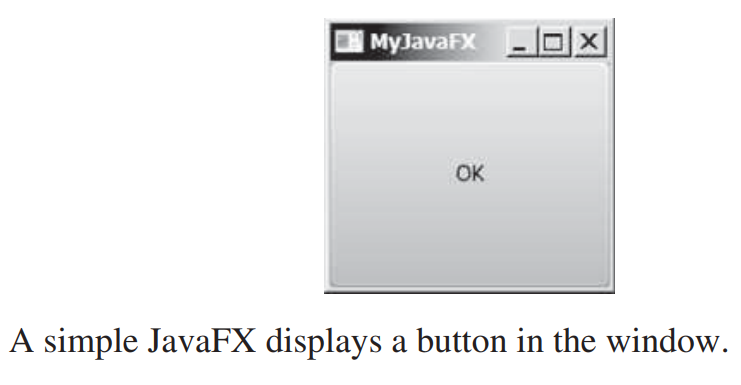 MyJavaFX
OK
A simple JavaFX displays a button in the window.